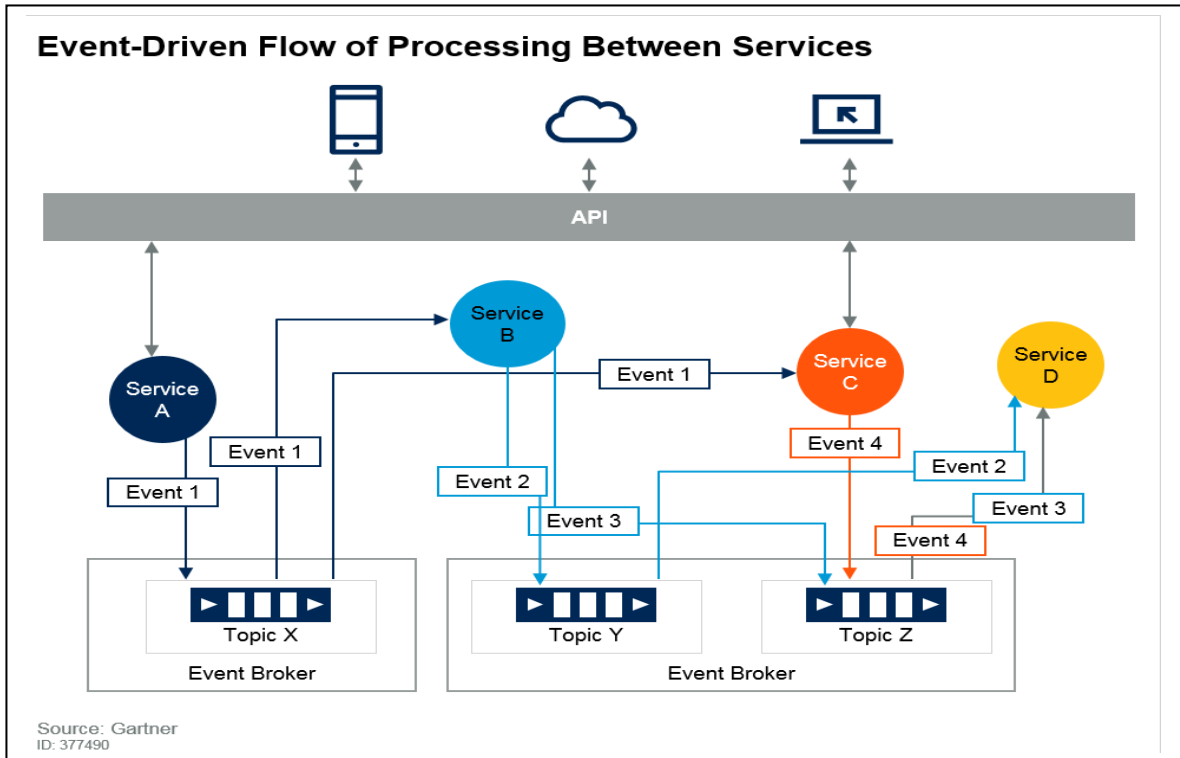 Event-Driven Flow of Processing Between Services
API
Service
A
Service
B
Service
C
Service
D
Event 1
Event 1
Event 1
Event 2
Event 3
Event 4
Event 2
Event 3
Event 4
Topic X
Event Broker
Topic Y
Topic Z
Event Broker
Source: Gartner
ID: 377490